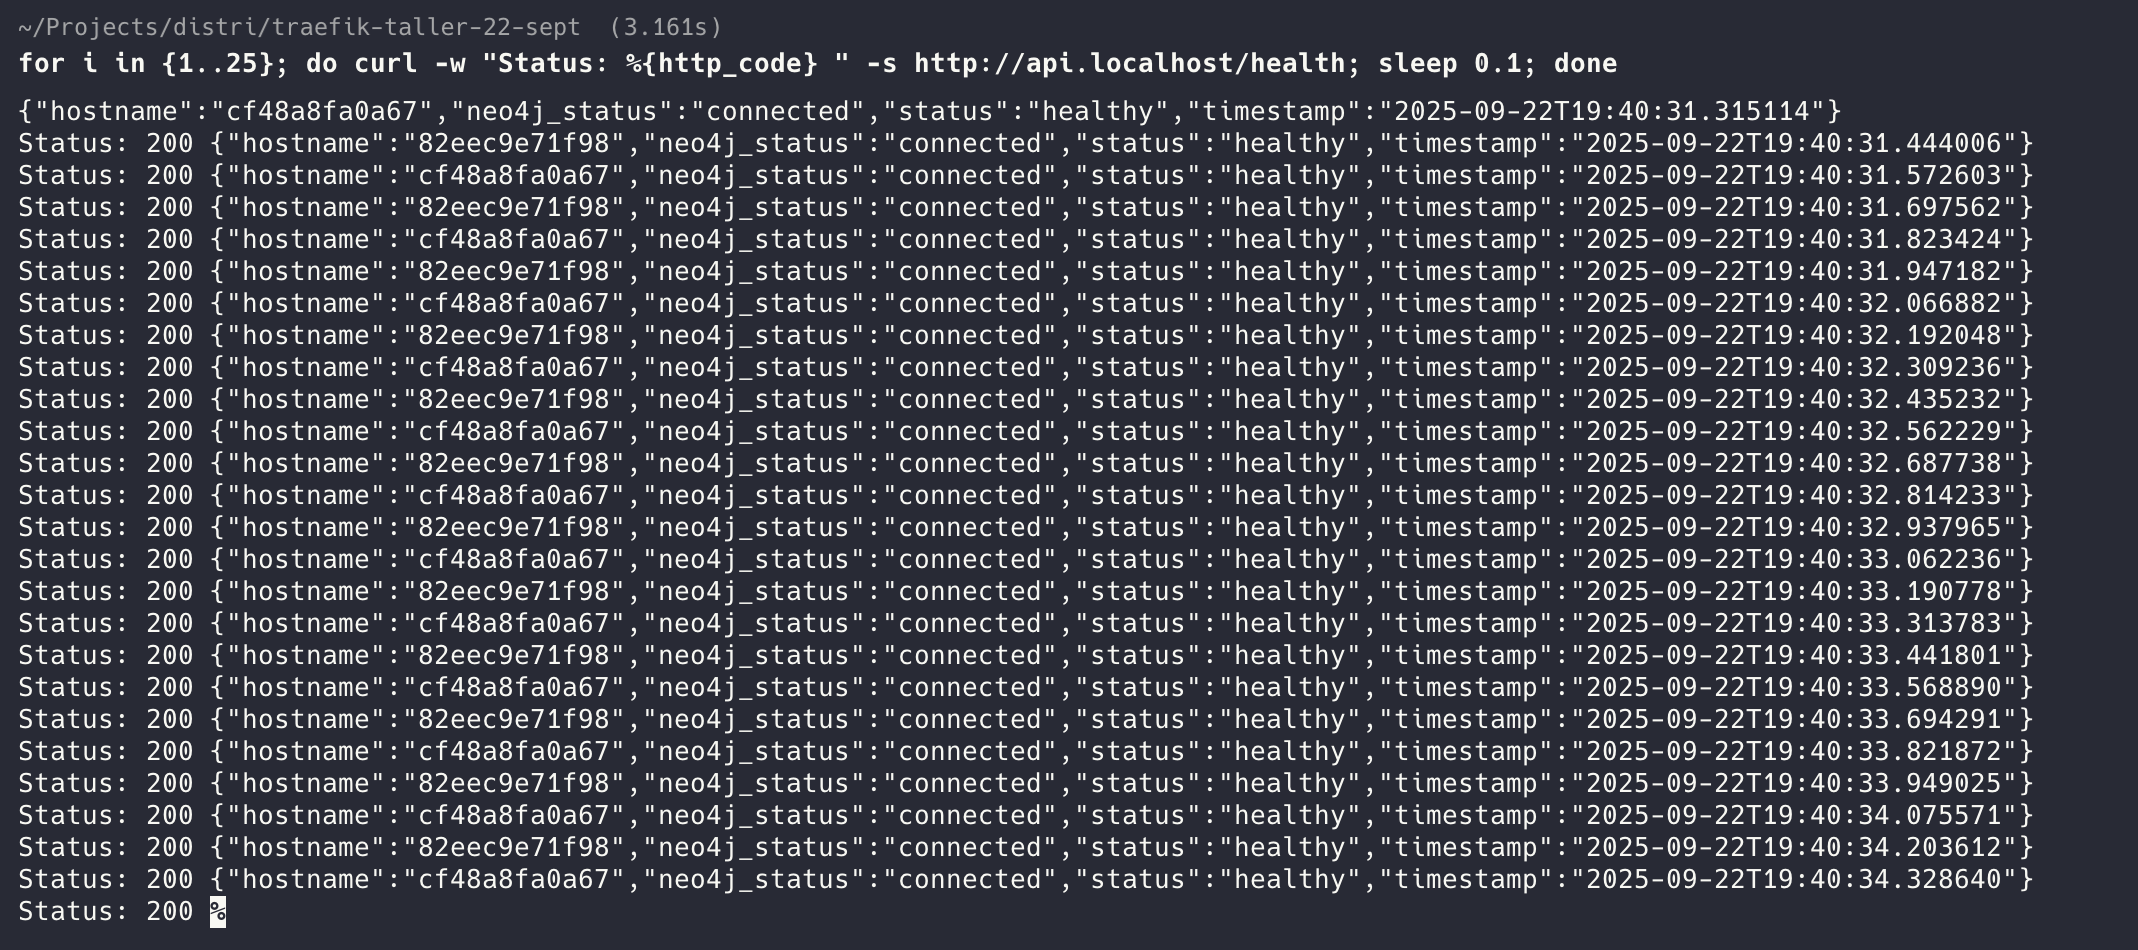 ~/Projects/distri/traefik-taller-22-sept (3.161s)
for i in {1..25}; do curl -w "Status: %{http_code} " -s http://api.localhost/health; sleep 0.1; done
{"hostname":"cf48a8fa0a67","neo4j_status":"connected","status":"healthy","timestamp":"2025-09-22T19:40:31.315114"}
Status: 200 {"hostname":"82eec9e71f98","neo4j_status":"connected","status":"healthy","timestamp":"2025-09-22T19:40:31.444006"}
Status: 200 {"hostname":"cf48a8fa0a67","neo4j_status":"connected","status":"healthy","timestamp":"2025-09-22T19:40:31.572603"}
Status: 200 {"hostname":"82eec9e71f98","neo4j_status":"connected","status":"healthy","timestamp":"2025-09-22T19:40:31.697562"}
Status: 200 {"hostname":"cf48a8fa0a67","neo4j_status":"connected","status":"healthy","timestamp":"2025-09-22T19:40:31.823424"}
Status: 200 {"hostname":"82eec9e71f98","neo4j_status":"connected","status":"healthy","timestamp":"2025-09-22T19:40:31.947182"}
Status: 200 {"hostname":"cf48a8fa0a67","neo4j_status":"connected","status":"healthy","timestamp":"2025-09-22T19:40:32.066882"}
Status: 200 {"hostname":"82eec9e71f98","neo4j_status":"connected","status":"healthy","timestamp":"2025-09-22T19:40:32.192048"}
Status: 200 {"hostname":"cf48a8fa0a67","neo4j_status":"connected","status":"healthy","timestamp":"2025-09-22T19:40:32.309236"}
Status: 200 {"hostname":"82eec9e71f98","neo4j_status":"connected","status":"healthy","timestamp":"2025-09-22T19:40:32.435232"}
Status: 200 {"hostname":"cf48a8fa0a67","neo4j_status":"connected","status":"healthy","timestamp":"2025-09-22T19:40:32.562229"}
Status: 200 {"hostname":"82eec9e71f98","neo4j_status":"connected","status":"healthy","timestamp":"2025-09-22T19:40:32.687738"}
Status: 200 {"hostname":"cf48a8fa0a67","neo4j_status":"connected","status":"healthy","timestamp":"2025-09-22T19:40:32.814233"}
Status: 200 {"hostname":"82eec9e71f98","neo4j_status":"connected","status":"healthy","timestamp":"2025-09-22T19:40:32.937965"}
Status: 200 {"hostname":"cf48a8fa0a67","neo4j_status":"connected","status":"healthy","timestamp":"2025-09-22T19:40:33.062236"}
Status: 200 {"hostname":"82eec9e71f98","neo4j_status":"connected","status":"healthy","timestamp":"2025-09-22T19:40:33.190778"}
Status: 200 {"hostname":"cf48a8fa0a67","neo4j_status":"connected","status":"healthy","timestamp":"2025-09-22T19:40:33.313783"}
Status: 200 {"hostname":"82eec9e71f98","neo4j_status":"connected","status":"healthy","timestamp":"2025-09-22T19:40:33.441801"}
Status: 200 {"hostname":"cf48a8fa0a67","neo4j_status":"connected","status":"healthy","timestamp":"2025-09-22T19:40:33.568890"}
Status: 200 {"hostname":"82eec9e71f98","neo4j_status":"connected","status":"healthy","timestamp":"2025-09-22T19:40:33.694291"}
Status: 200 {"hostname":"cf48a8fa0a67","neo4j_status":"connected","status":"healthy","timestamp":"2025-09-22T19:40:33.821872"}
Status: 200 {"hostname":"82eec9e71f98","neo4j_status":"connected","status":"healthy","timestamp":"2025-09-22T19:40:33.949025"}
Status: 200 {"hostname":"cf48a8fa0a67","neo4j_status":"connected","status":"healthy","timestamp":"2025-09-22T19:40:34.075571"}
Status: 200 {"hostname":"82eec9e71f98","neo4j_status":"connected","status":"healthy","timestamp":"2025-09-22T19:40:34.203612"}
Status: 200 {"hostname":"cf48a8fa0a67","neo4j_status":"connected","status":"healthy","timestamp":"2025-09-22T19:40:34.328640"}
Status: 200 %